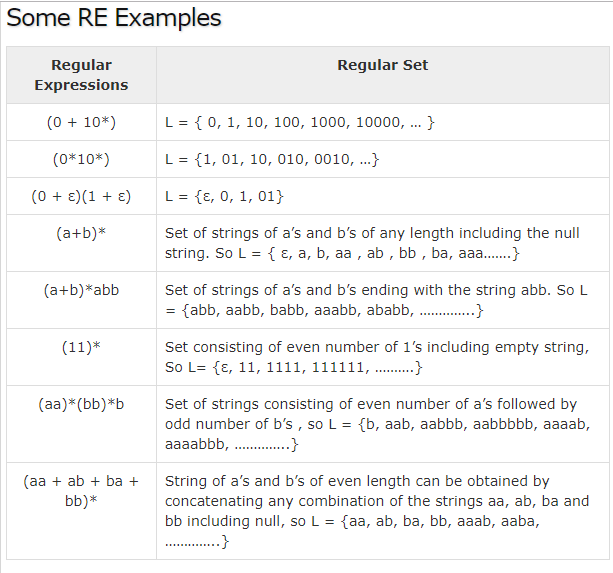 Some RE Examples
Regular
Expressions
Regular Set
(0 + 10*)
L = { 0, 1, 10, 100, 1000, 10000, … }
(0*10*)
L = {1, 01, 10, 010, 0010, …}
(0 + ε)(1 + ε)
L = {ε, 0, 1, 01}
(a+b)*
Set of strings of a’s and b’s of any length including the null
string. So L = { ε, a, b, aa , ab , bb , ba, aaa…….}
(a+b)*abb
Set of strings of a’s and b’s ending with the string abb. So L
= {abb, aabb, babb, aaabb, ababb, …………..}
(11)*
Set consisting of even number of 1’s including empty string,
So L= {ε, 11, 1111, 111111, ……….}
(aa)*(bb)*b
Set of strings consisting of even number of a’s followed by
odd number of b’s , so L = {b, aab, aabbb, aabbbbb, aaaab,
aaaabbb, …………..}
(aa + ab + ba +
bb)*
String of a’s and b’s of even length can be obtained by
concatenating any combination of the strings aa, ab, ba and
bb including null, so L = {aa, ab, ba, bb, aaab, aaba,
…………..}